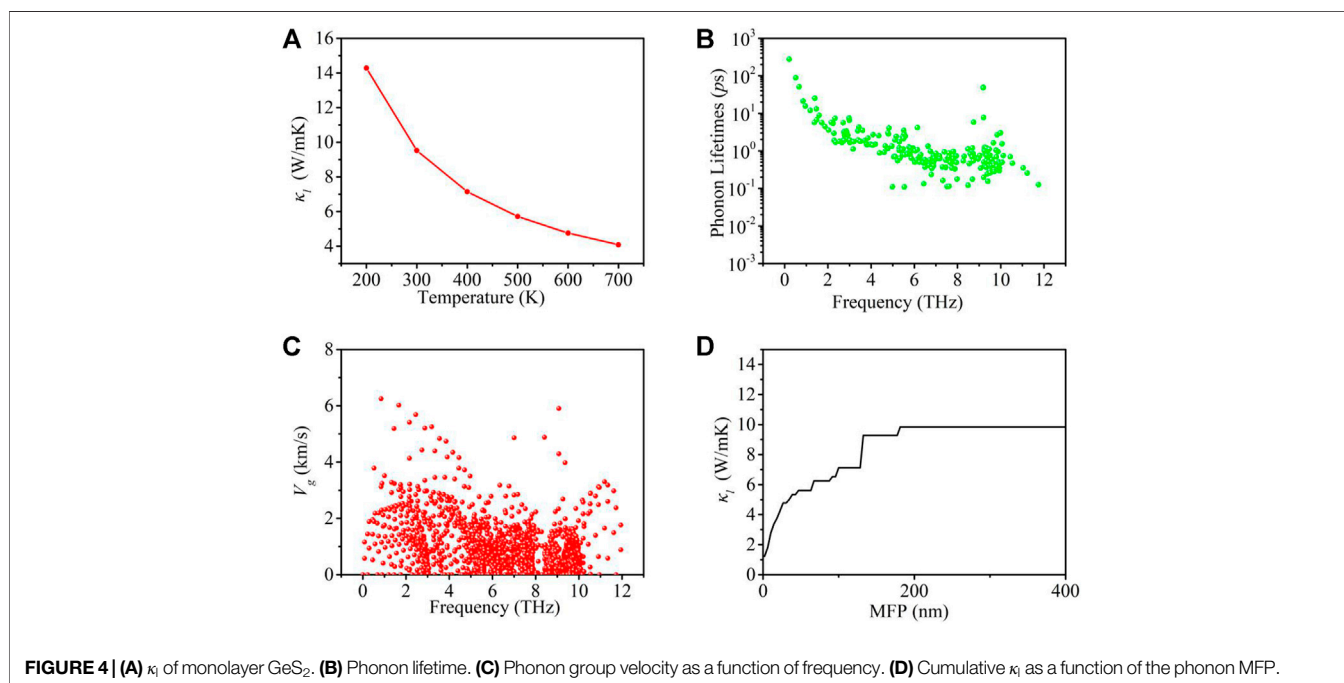 A
16
14
12
10
8
6
4
κl (W/mK)
200 300 400 500 600 700
Temperature (K)
B
10³
10²
10¹
10⁰
10⁻¹
10⁻²
10⁻³
Phonon Lifetimes (ps)
0 2 4 6 8 10 12
Frequency (THz)
C
8
6
4
2
0
Vg (km/s)
0 2 4 6 8 10 12
Frequency (THz)
D
14
12
10
8
6
4
2
0
κl (W/mK)
0 200 400
MFP (nm)
FIGURE 4 | (A) κl of monolayer GeS₂. (B) Phonon lifetime. (C) Phonon group velocity as a function of frequency. (D) Cumulative κl as a function of the phonon MFP.